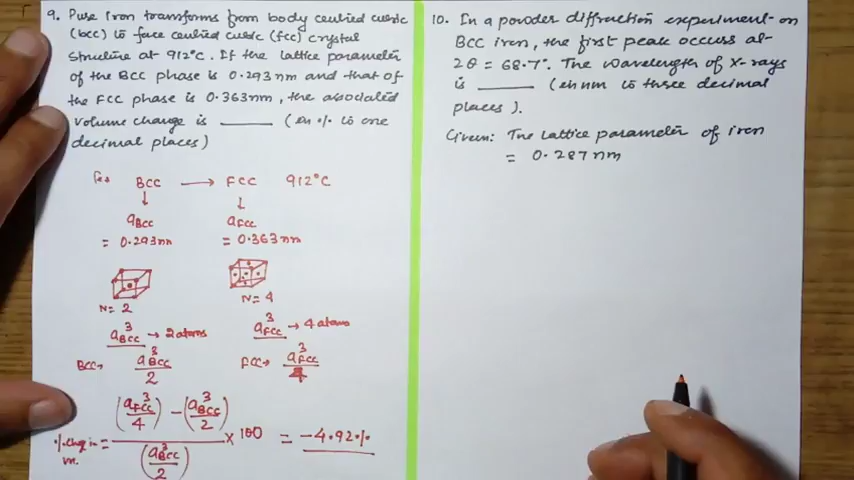 9. Pure Iron transforms from body centred cubic
(bcc) to face centred cubic (fcc) crystal
structure at 912°C. If the lattice parameter
of the BCC phase is 0.293 nm and that of
the FCC phase is 0.363nm, the associated
volume change is ______ (in % to one
decimal places)
BCC → FCC 912°C
a BCC a FCC
= 0.293nm = 0.363nm
N=2 N=4
a³BCC → 2 atoms a³FCC → 4 atoms
BCC→ a³BCC/2 FCC→ a³FCC/4
% chng in vn. = ((a³FCC/4) - (a³BCC/2)) / (a³BCC/2) × 100 = -4.92%
10. In a powder diffraction experiment on
BCC iron, the first peak occurs at
2θ = 68.7°. The wavelength of X-rays
is ______ (in nm to three decimal
places).
Given: The lattice parameter of iron
= 0.287 nm